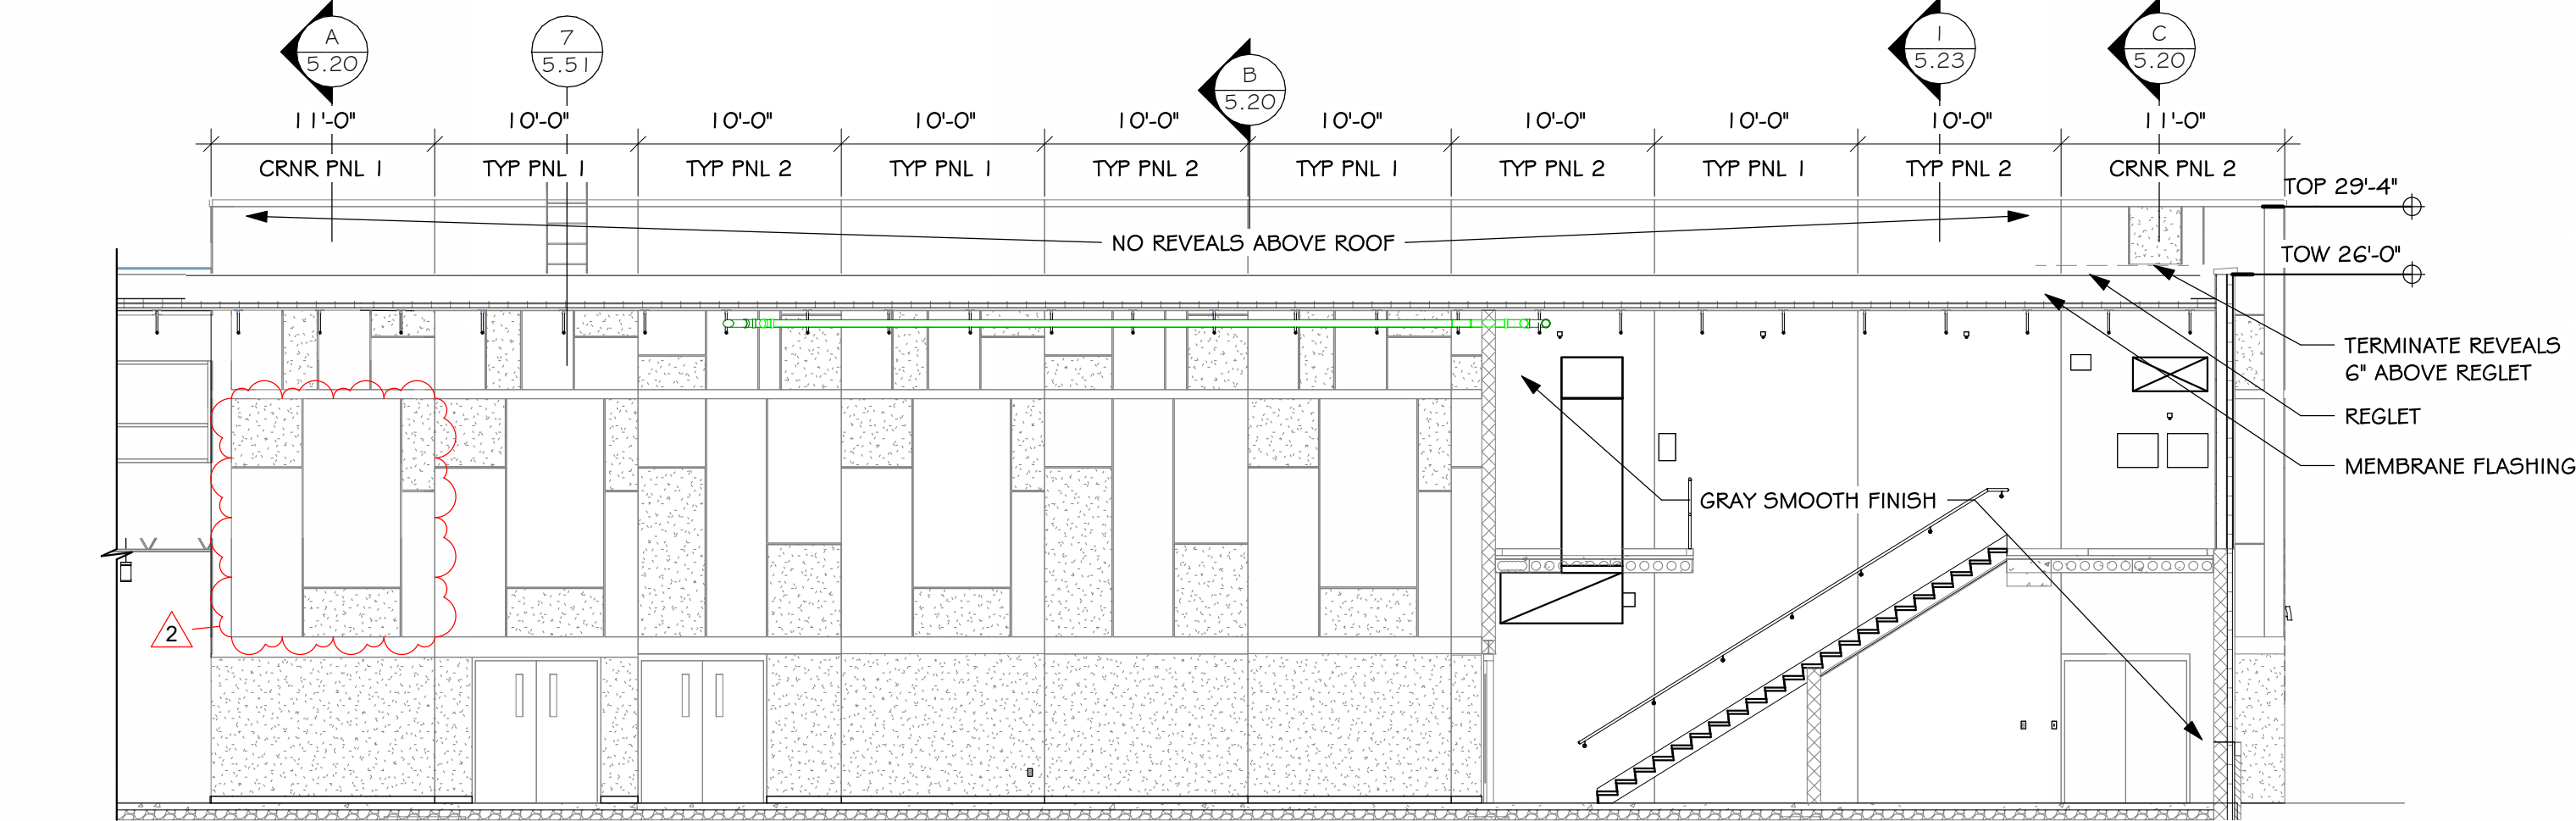 A
5.20
7
5.51
B
5.20
1
5.23
C
5.20
11'-0"
10'-0"
10'-0"
10'-0"
10'-0"
10'-0"
10'-0"
10'-0"
10'-0"
11'-0"
CRNR PNL 1
TYP PNL 1
TYP PNL 2
TYP PNL 1
TYP PNL 2
TYP PNL 1
TYP PNL 2
TYP PNL 1
TYP PNL 2
CRNR PNL 2
TOP 29'-4"
NO REVEALS ABOVE ROOF
TOW 26'-0"
TERMINATE REVEALS
6" ABOVE REGLET
REGLET
MEMBRANE FLASHING
GRAY SMOOTH FINISH
2